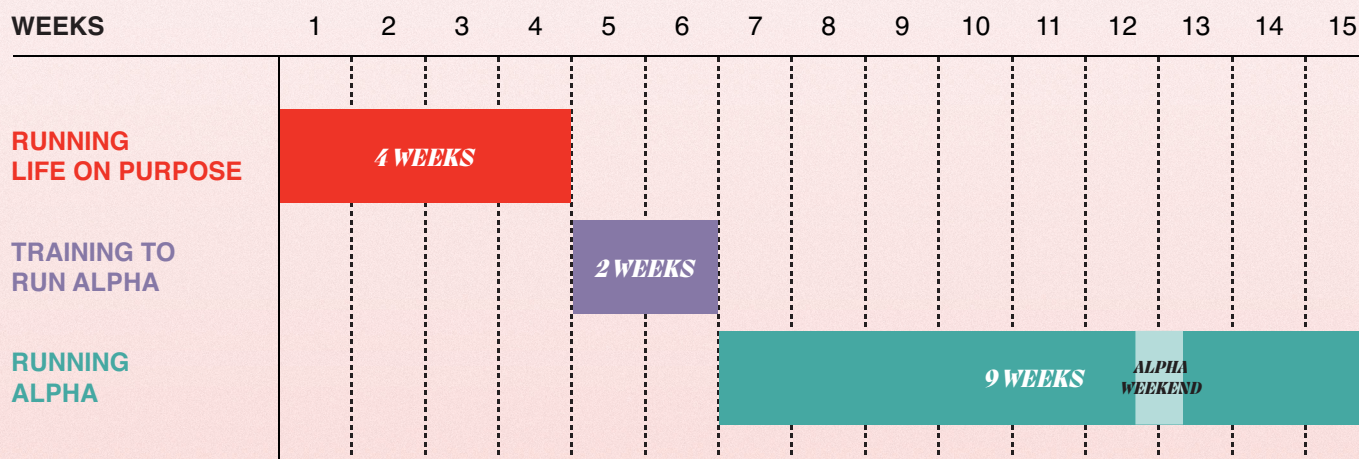 WEEKS 1 2 3 4 5 6 7 8 9 10 11 12 13 14 15
RUNNING
LIFE ON PURPOSE
4 WEEKS
TRAINING TO
RUN ALPHA
2 WEEKS
RUNNING
ALPHA
9 WEEKS
ALPHA
WEEKEND